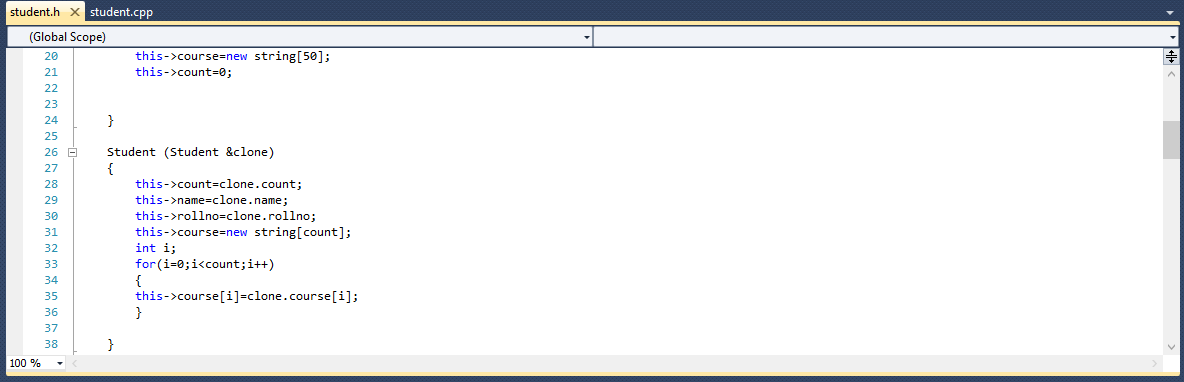 student.h X student.cpp
(Global Scope)
20 this->course=new string[50];
21 this->count=0;
22
23
24 }
25
26 Student (Student &clone)
27 {
28 this->count=clone.count;
29 this->name=clone.name;
30 this->rollno=clone.rollno;
31 this->course=new string[count];
32 int i;
33 for(i=0;i<count;i++)
34 {
35 this->course[i]=clone.course[i];
36 }
37
38 }
100 %